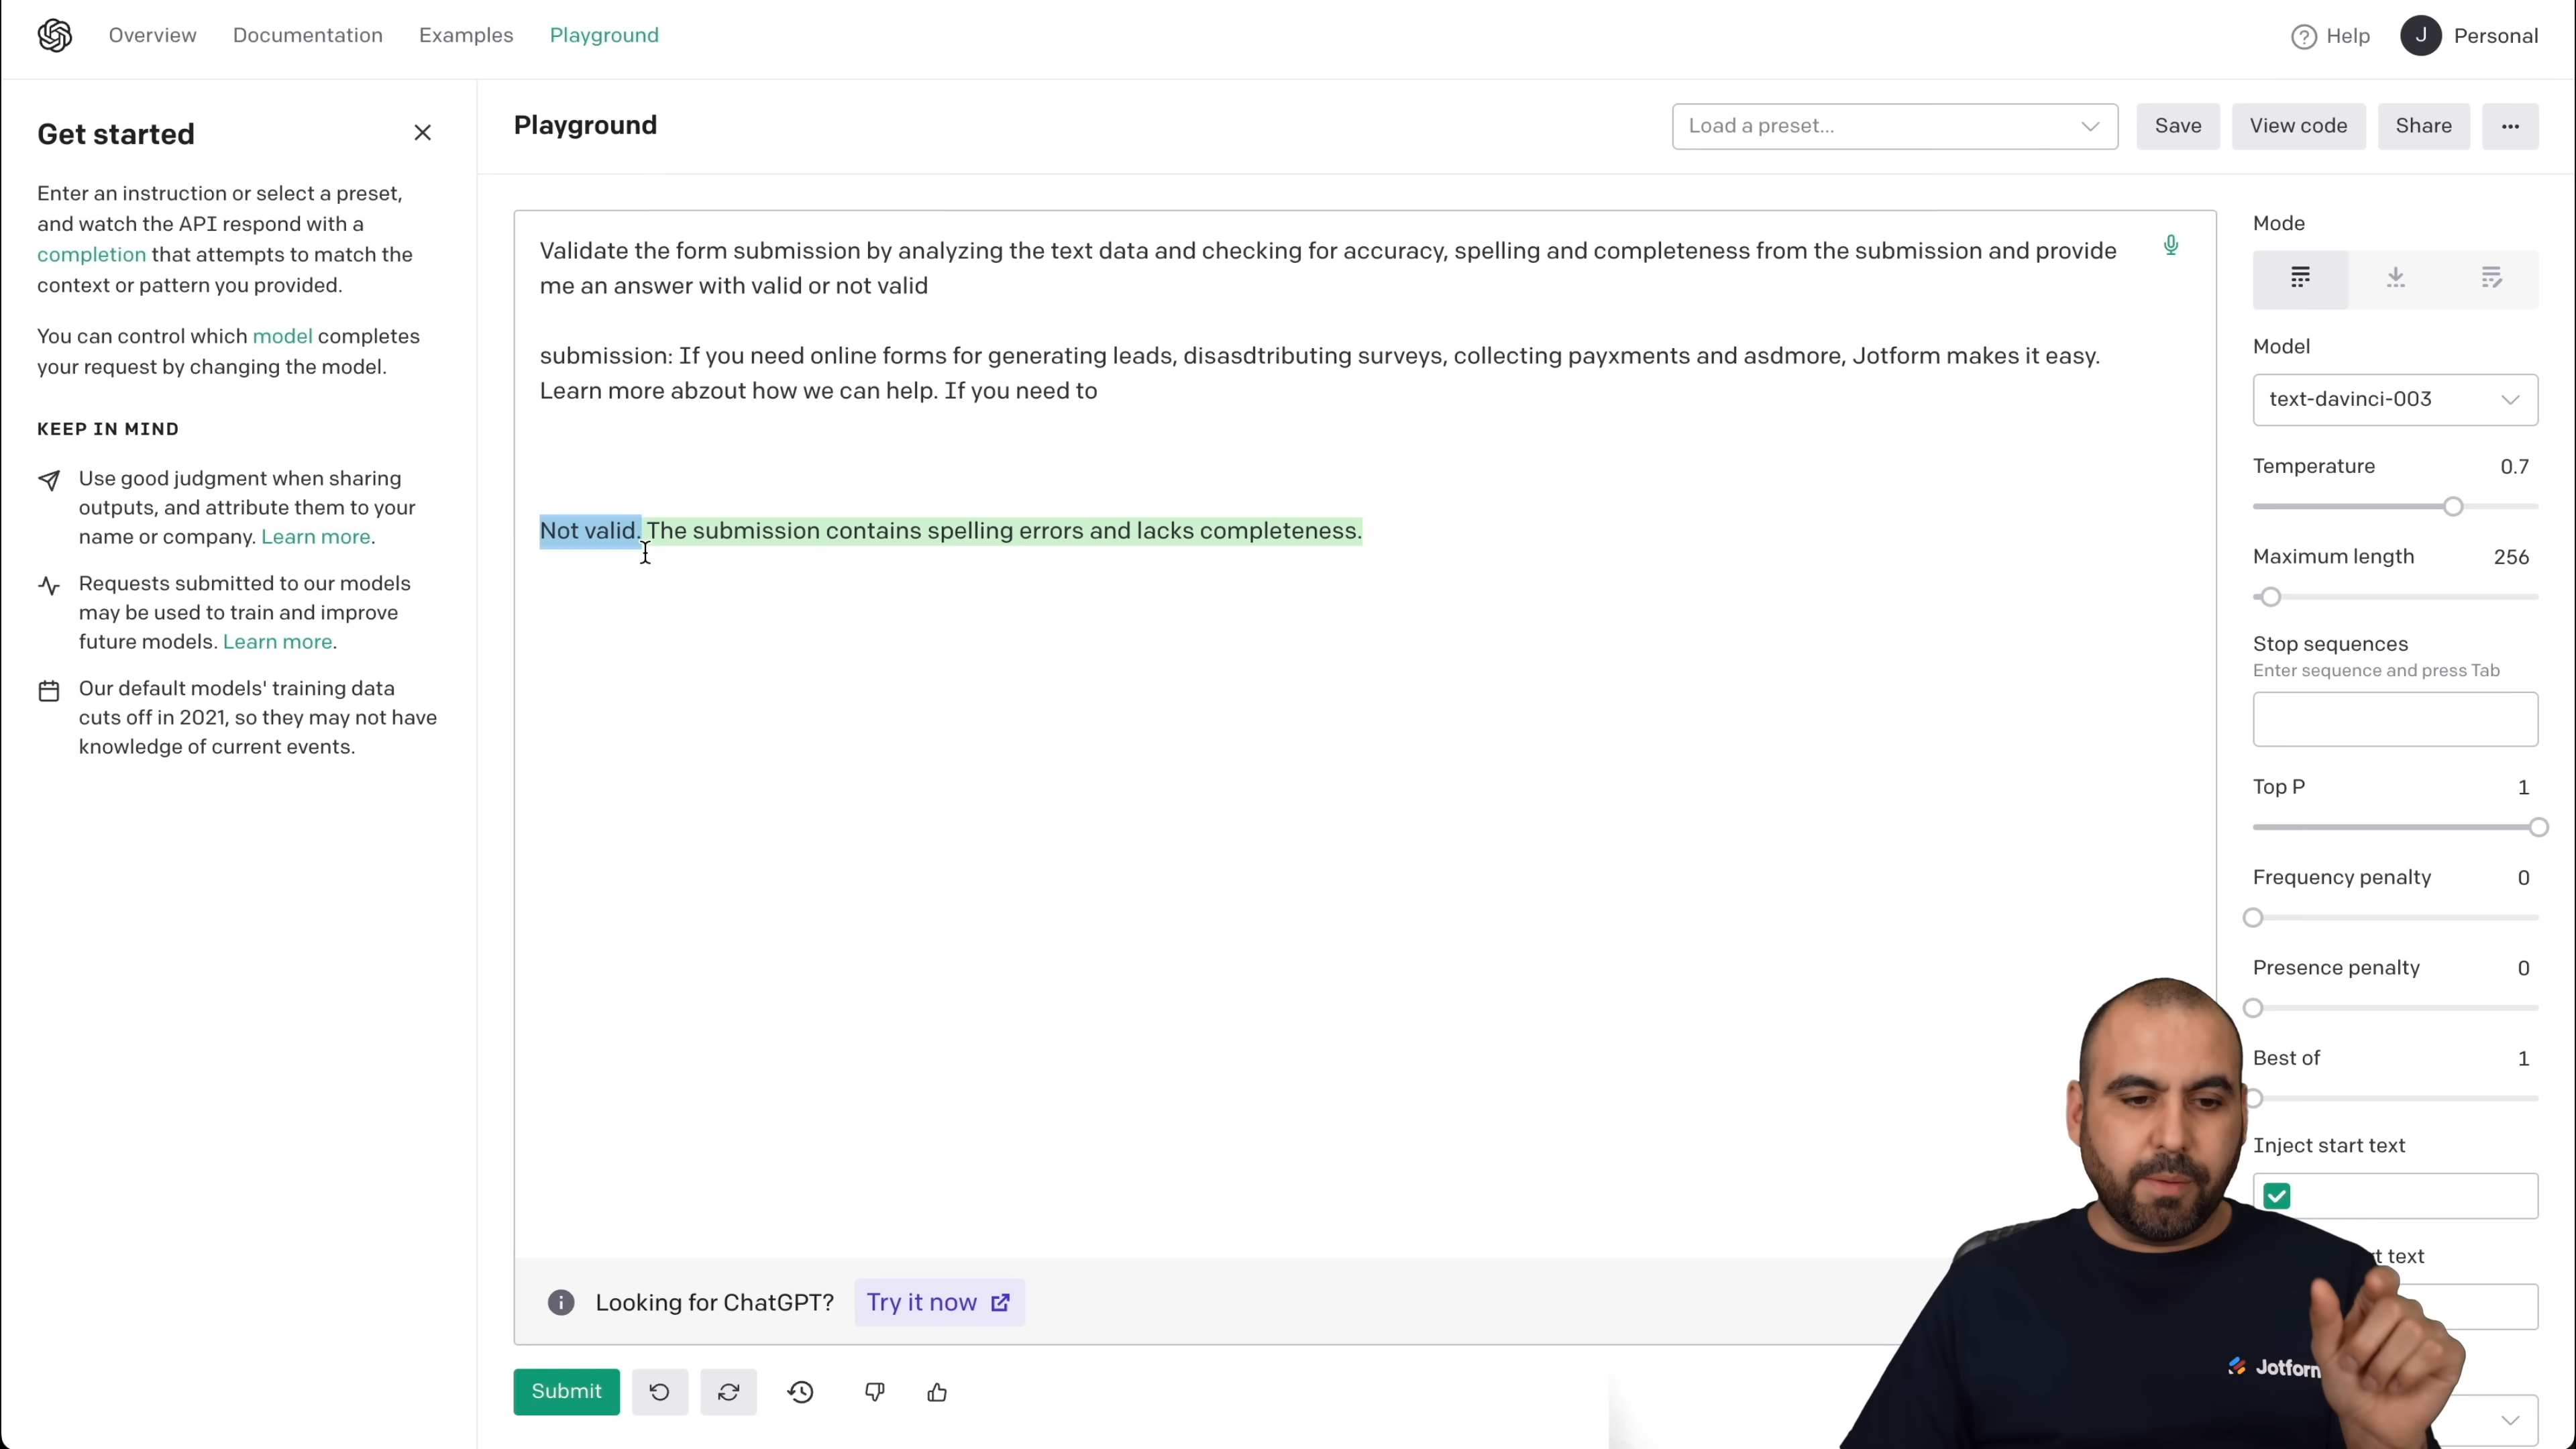 Overview
Documentation
Examples
Playground
Help
J
Personal
Get started
Enter an instruction or select a preset,
and watch the API respond with a
completion that attempts to match the
context or pattern you provided.
You can control which model completes
your request by changing the model.
KEEP IN MIND
Use good judgment when sharing
outputs, and attribute them to your
name or company. Learn more.
Requests submitted to our models
may be used to train and improve
future models. Learn more.
Our default models' training data
cuts off in 2021, so they may not have
knowledge of current events.
Playground
Load a preset...
Save
View code
Share
Validate the form submission by analyzing the text data and checking for accuracy, spelling and completeness from the submission and provide
me an answer with valid or not valid
submission: If you need online forms for generating leads, disasdtributing surveys, collecting payxments and asdmore, Jotform makes it easy.
Learn more abzout how we can help. If you need to
Not valid. The submission contains spelling errors and lacks completeness.
Looking for ChatGPT?
Try it now
Submit
Mode
Model
text-davinci-003
Temperature 0.7
Maximum length 256
Stop sequences
Enter sequence and press Tab
Top P 1
Frequency penalty 0
Presence penalty 0
Best of 1
Inject start text
text
Jotform